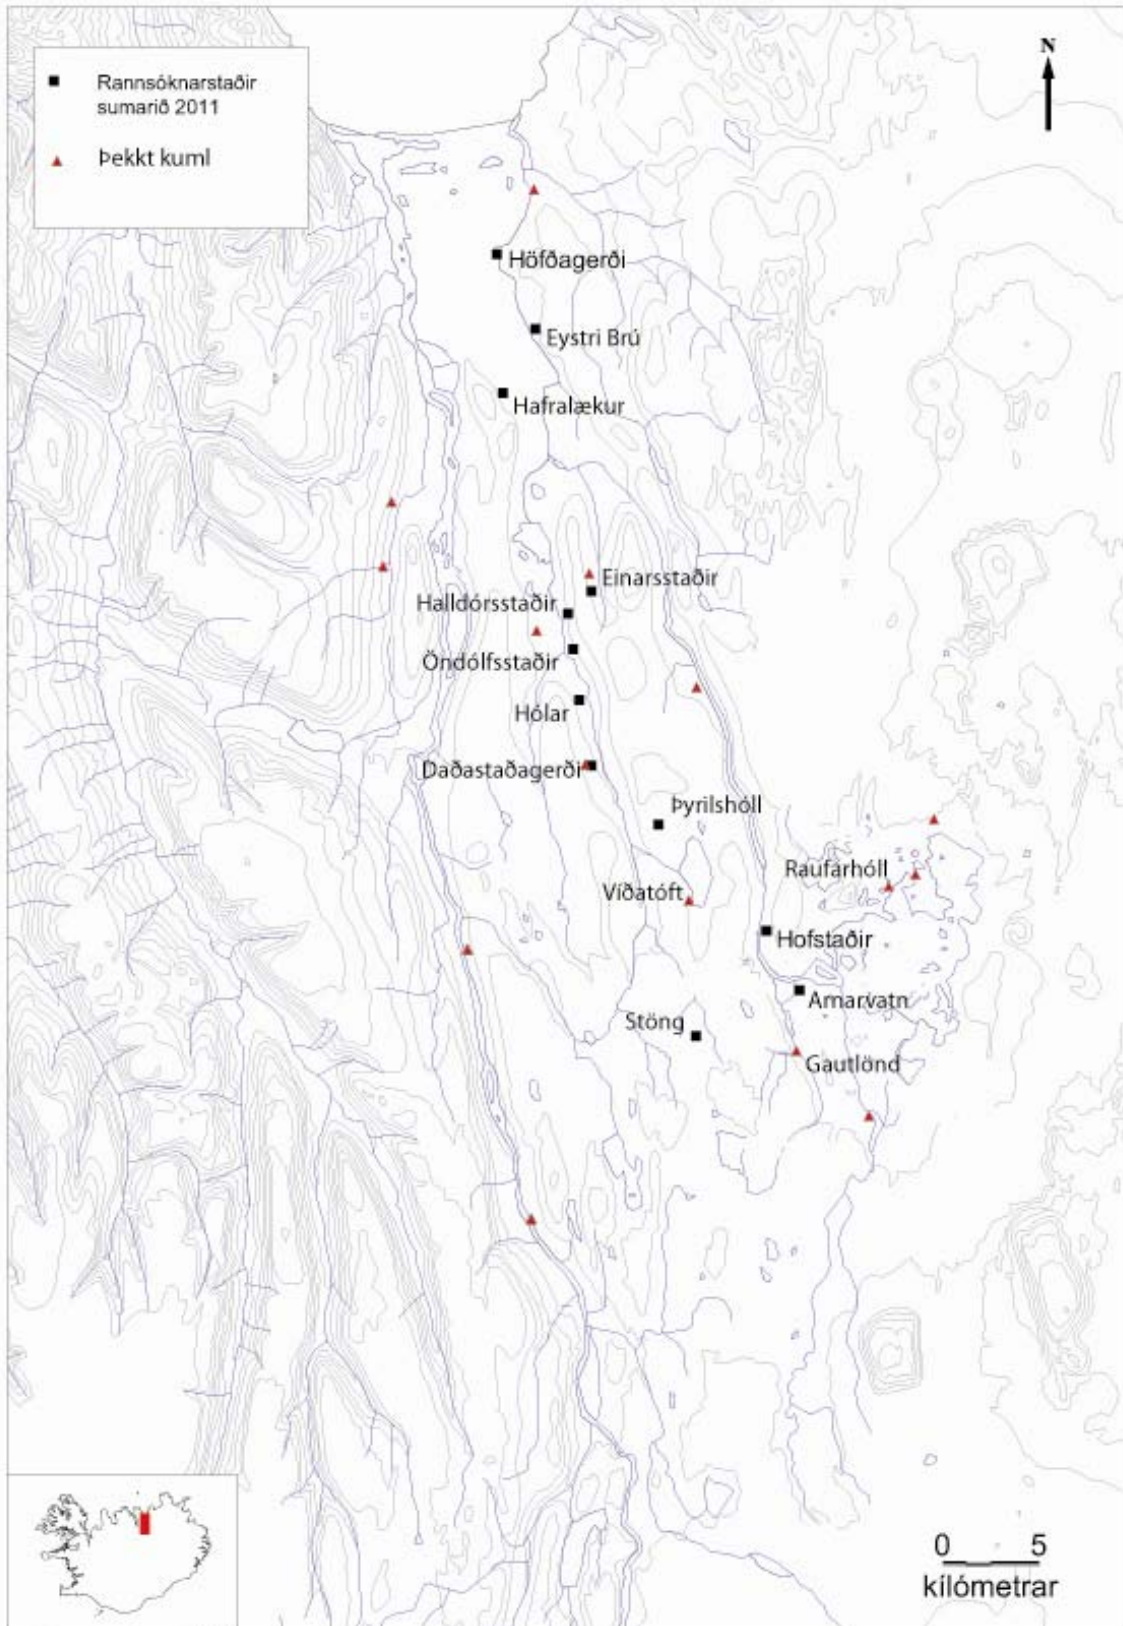 N
Rannsóknarstaðir
sumarið 2011
Þekkt kuml
Höfðagerði
Eystri Brú
Hafralækur
Einarsstaðir
Halldórsstaðir
Öndólfsstaðir
Hólar
Daðastaðagerði
Þyrilshóll
Raufarhóll
Víðatóft
Hofstaðir
Arnarvatn
Stöng
Gautlönd
0 5
kílómetrar